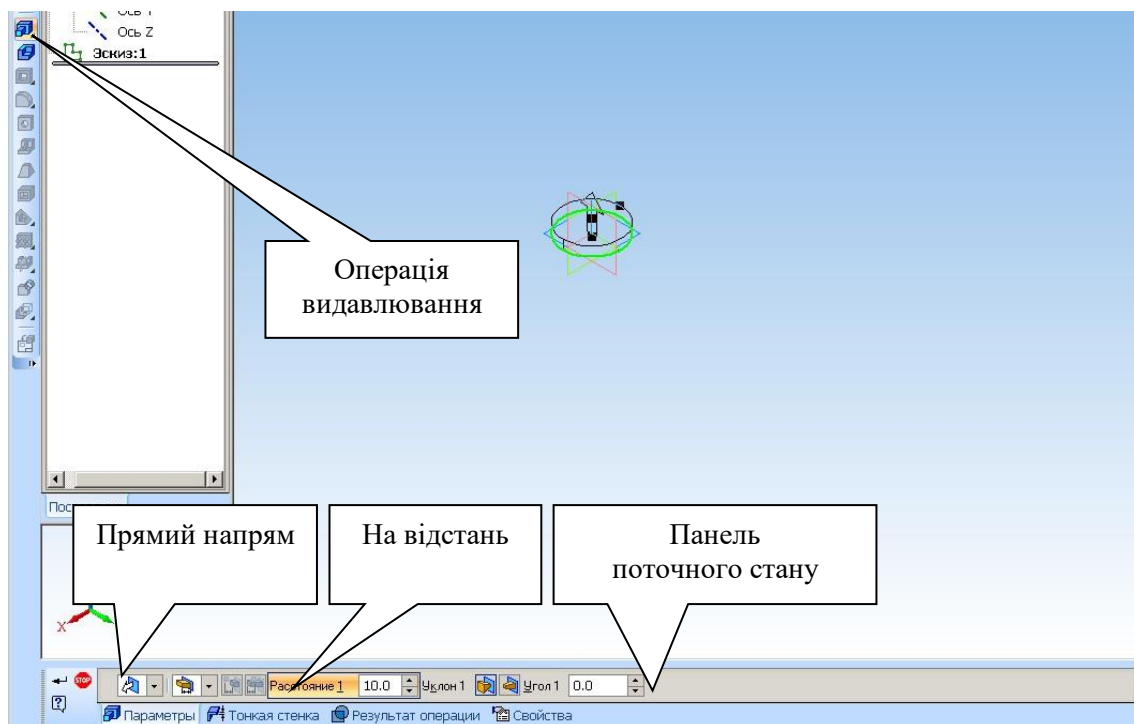 Ось Z
Эскиз:1
Операція
видавлювання
Прямий напрям
На відстань
Панель
поточного стану
X
STOP
Расстояние 1 10.0 Уклон 1 Угол 1 0.0
Параметры Тонкая стенка Результат операции Свойства